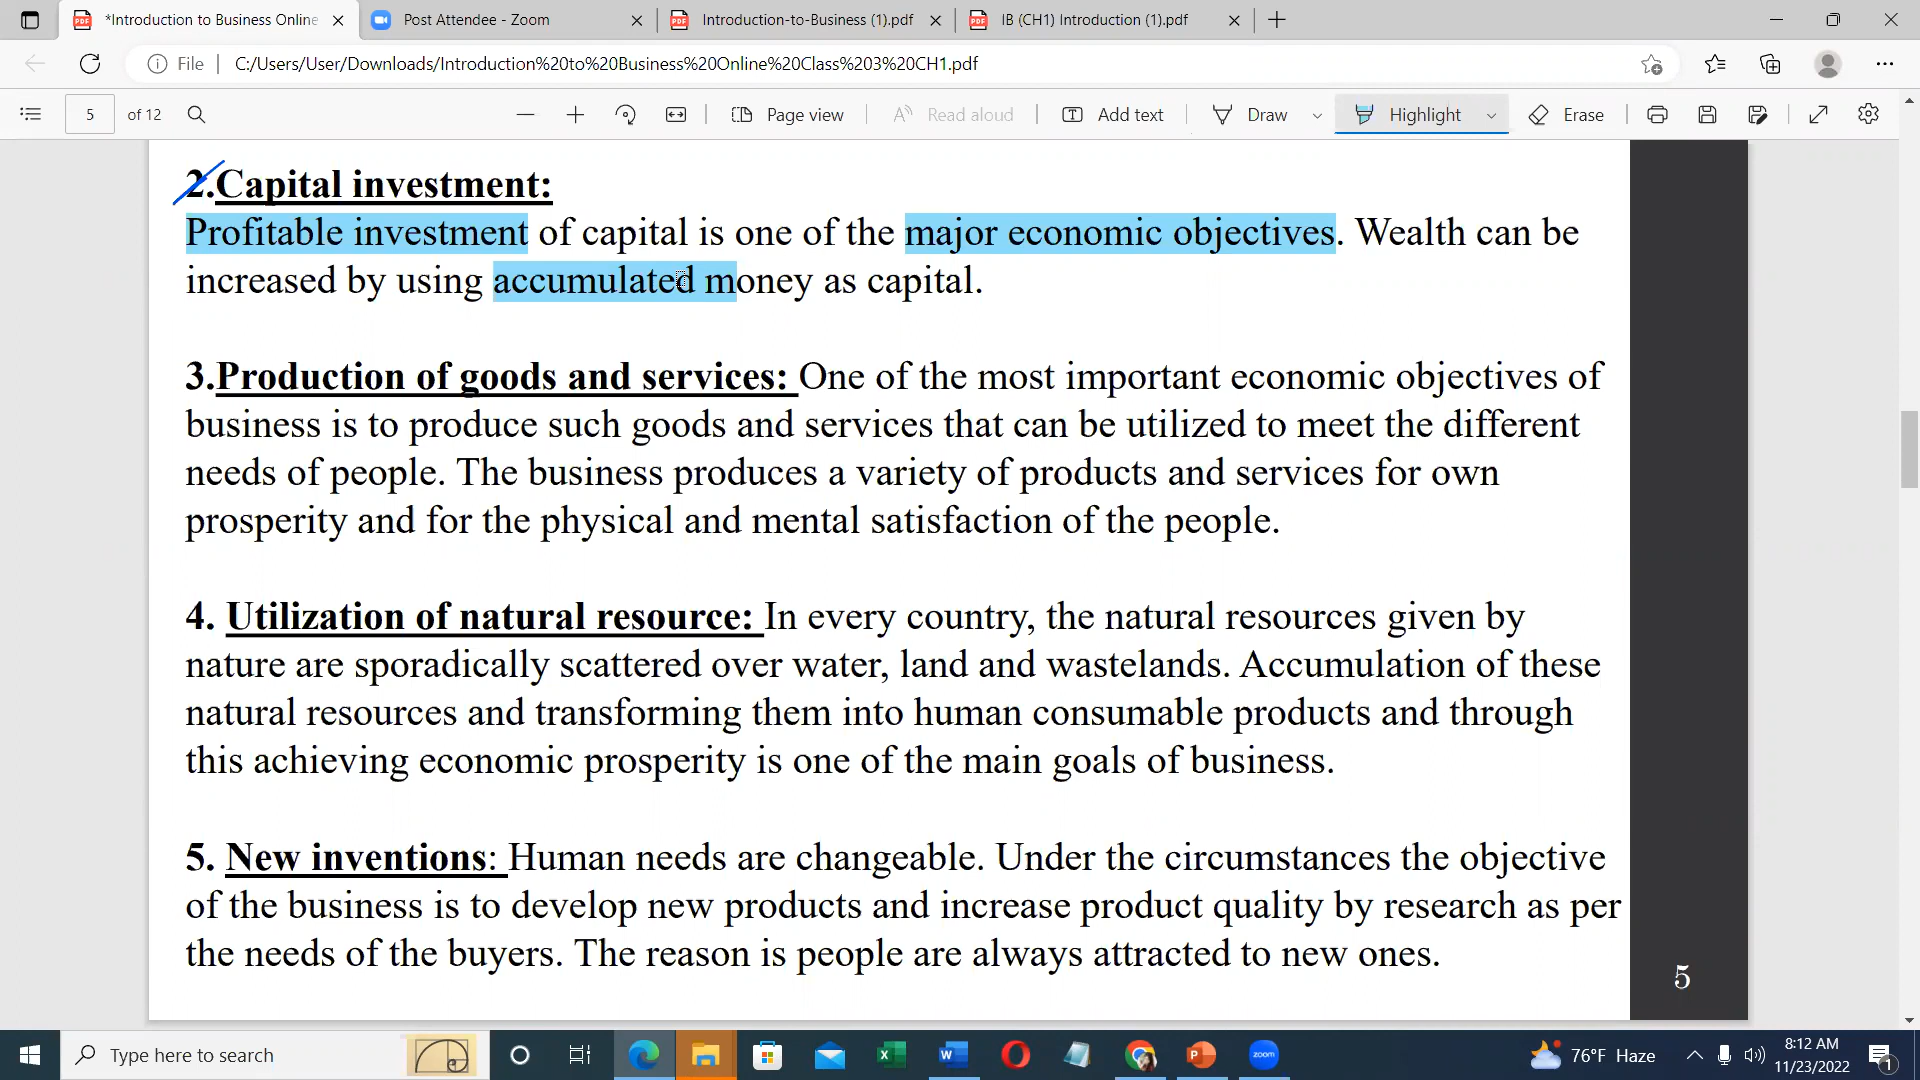 *Introduction to Business Online
Post Attendee - Zoom
Introduction-to-Business (1).pdf
IB (CH1) Introduction (1).pdf
File
C:/Users/User/Downloads/Introduction%20to%20Business%20Online%20Class%203%20CH1.pdf
5 of 12
Page view
Read aloud
Add text
Draw
Highlight
Erase
2.Capital investment:
Profitable investment of capital is one of the major economic objectives. Wealth can be
increased by using accumulated money as capital.
3.Production of goods and services: One of the most important economic objectives of
business is to produce such goods and services that can be utilized to meet the different
needs of people. The business produces a variety of products and services for own
prosperity and for the physical and mental satisfaction of the people.
4. Utilization of natural resource: In every country, the natural resources given by
nature are sporadically scattered over water, land and wastelands. Accumulation of these
natural resources and transforming them into human consumable products and through
this achieving economic prosperity is one of the main goals of business.
5. New inventions: Human needs are changeable. Under the circumstances the objective
of the business is to develop new products and increase product quality by research as per
the needs of the buyers. The reason is people are always attracted to new ones.
5
Type here to search
zoom
76°F Haze
8:12 AM
11/23/2022
1